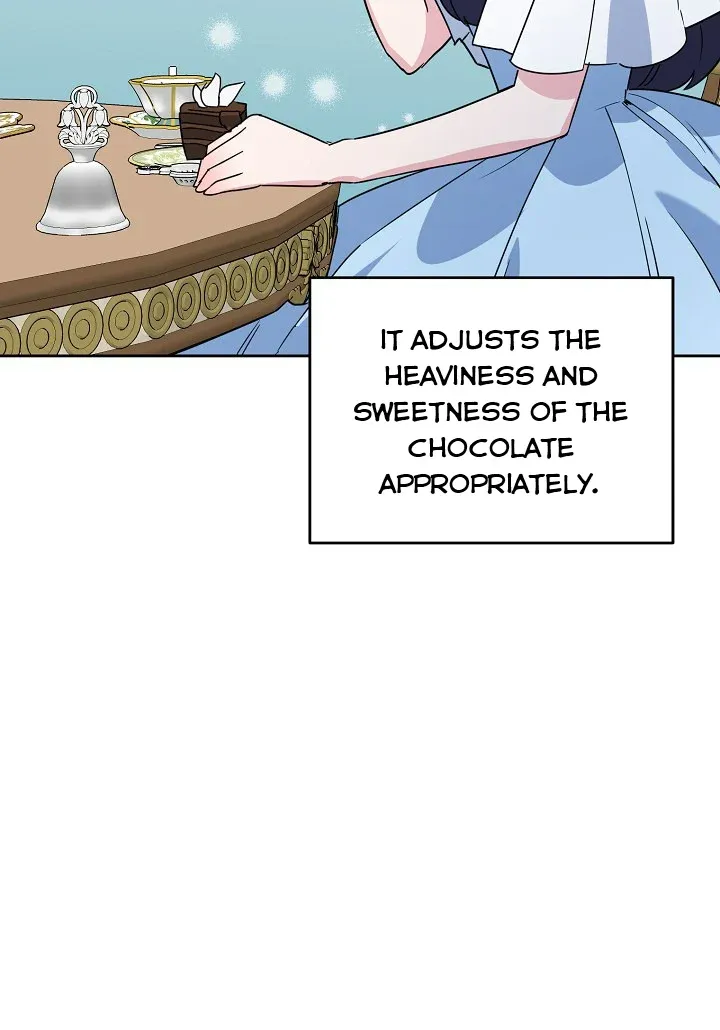 IT ADJUSTS THE
HEAVINESS AND
SWEETNESS OF THE
CHOCOLATE
APPROPRIATELY.